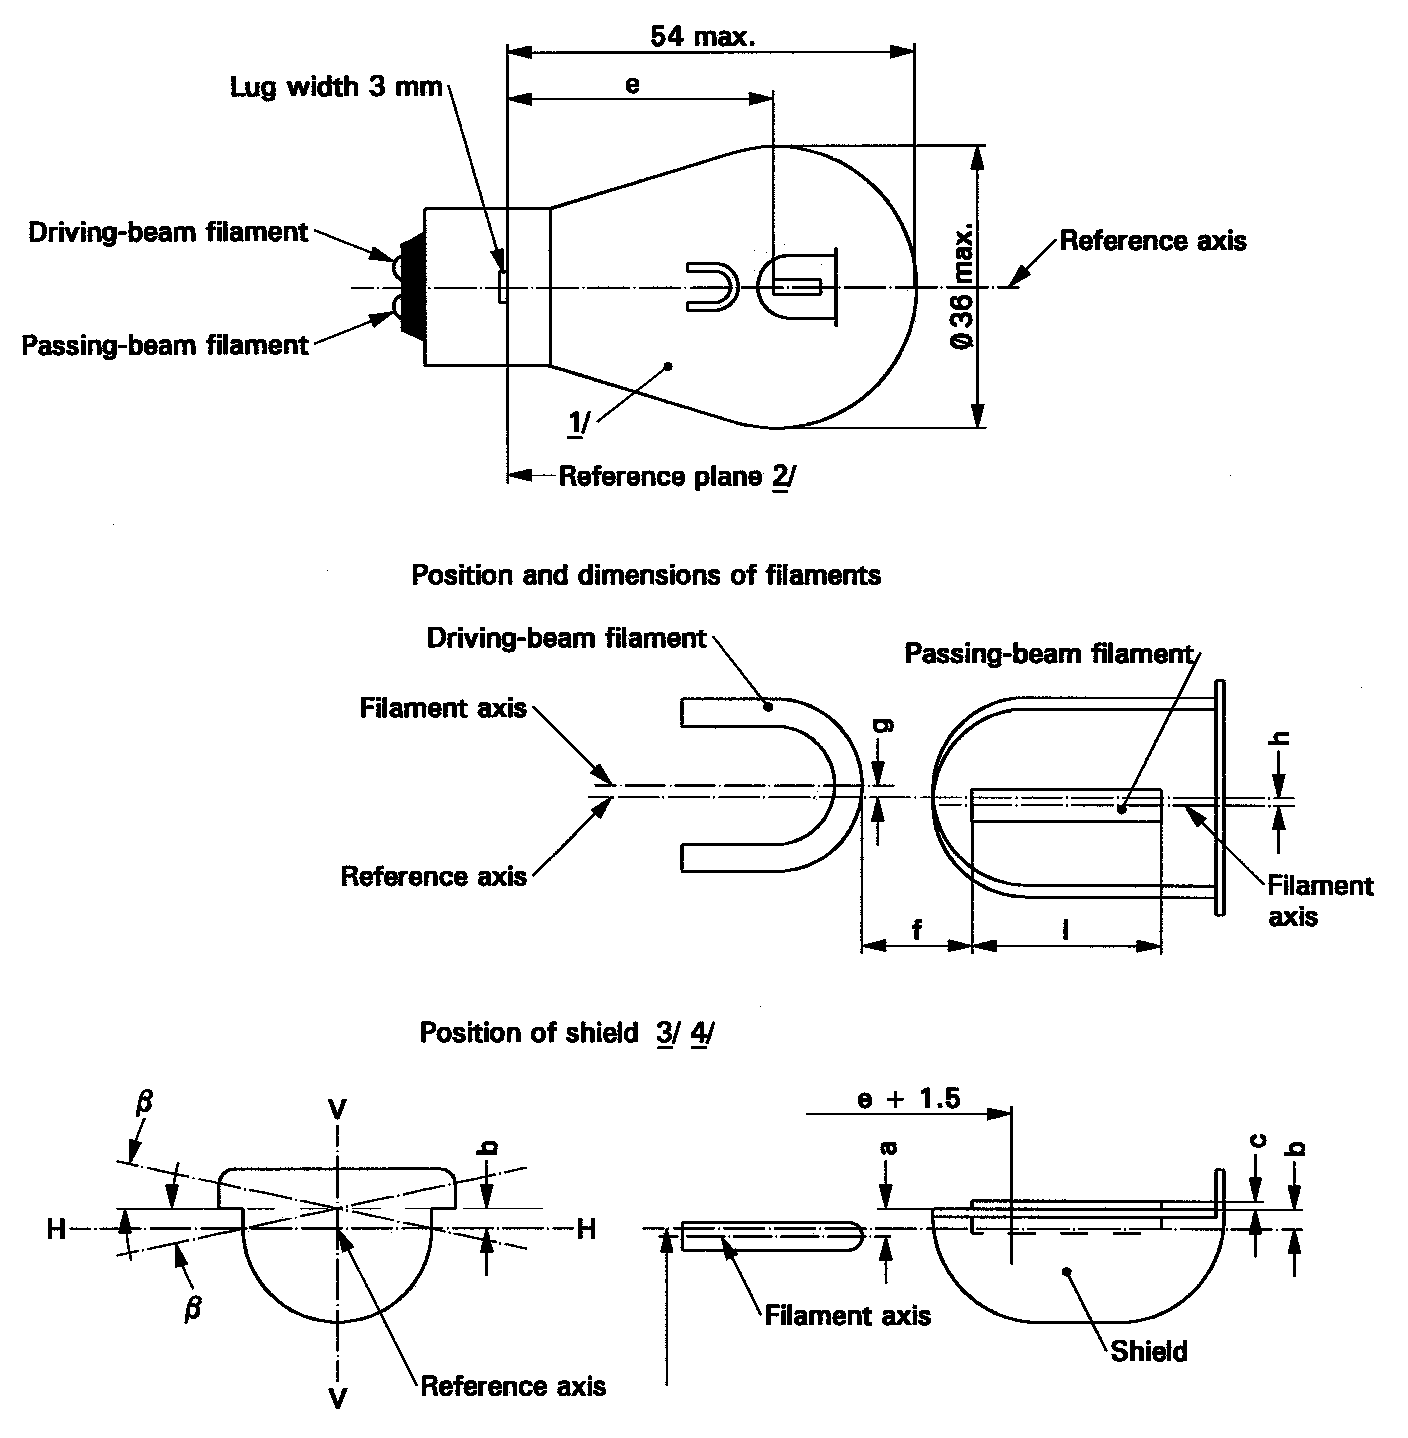 54 max.
Lug width 3 mm
e
Driving-beam filament
Reference axis
Ø 36 max.
Passing-beam filament
1/
Reference plane 2/
Position and dimensions of filaments
Driving-beam filament
Passing-beam filament
Filament axis
g
h
Reference axis
Filament
axis
f
l
Position of shield 3/ 4/
β
V
b
e + 1.5
a
c
b
H
H
β
Filament axis
Shield
Reference axis
V